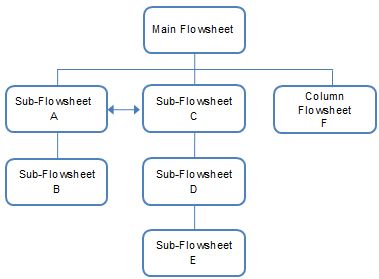 Main Flowsheet
Sub-Flowsheet
A
Sub-Flowsheet
C
Column
Flowsheet
F
Sub-Flowsheet
B
Sub-Flowsheet
D
Sub-Flowsheet
E